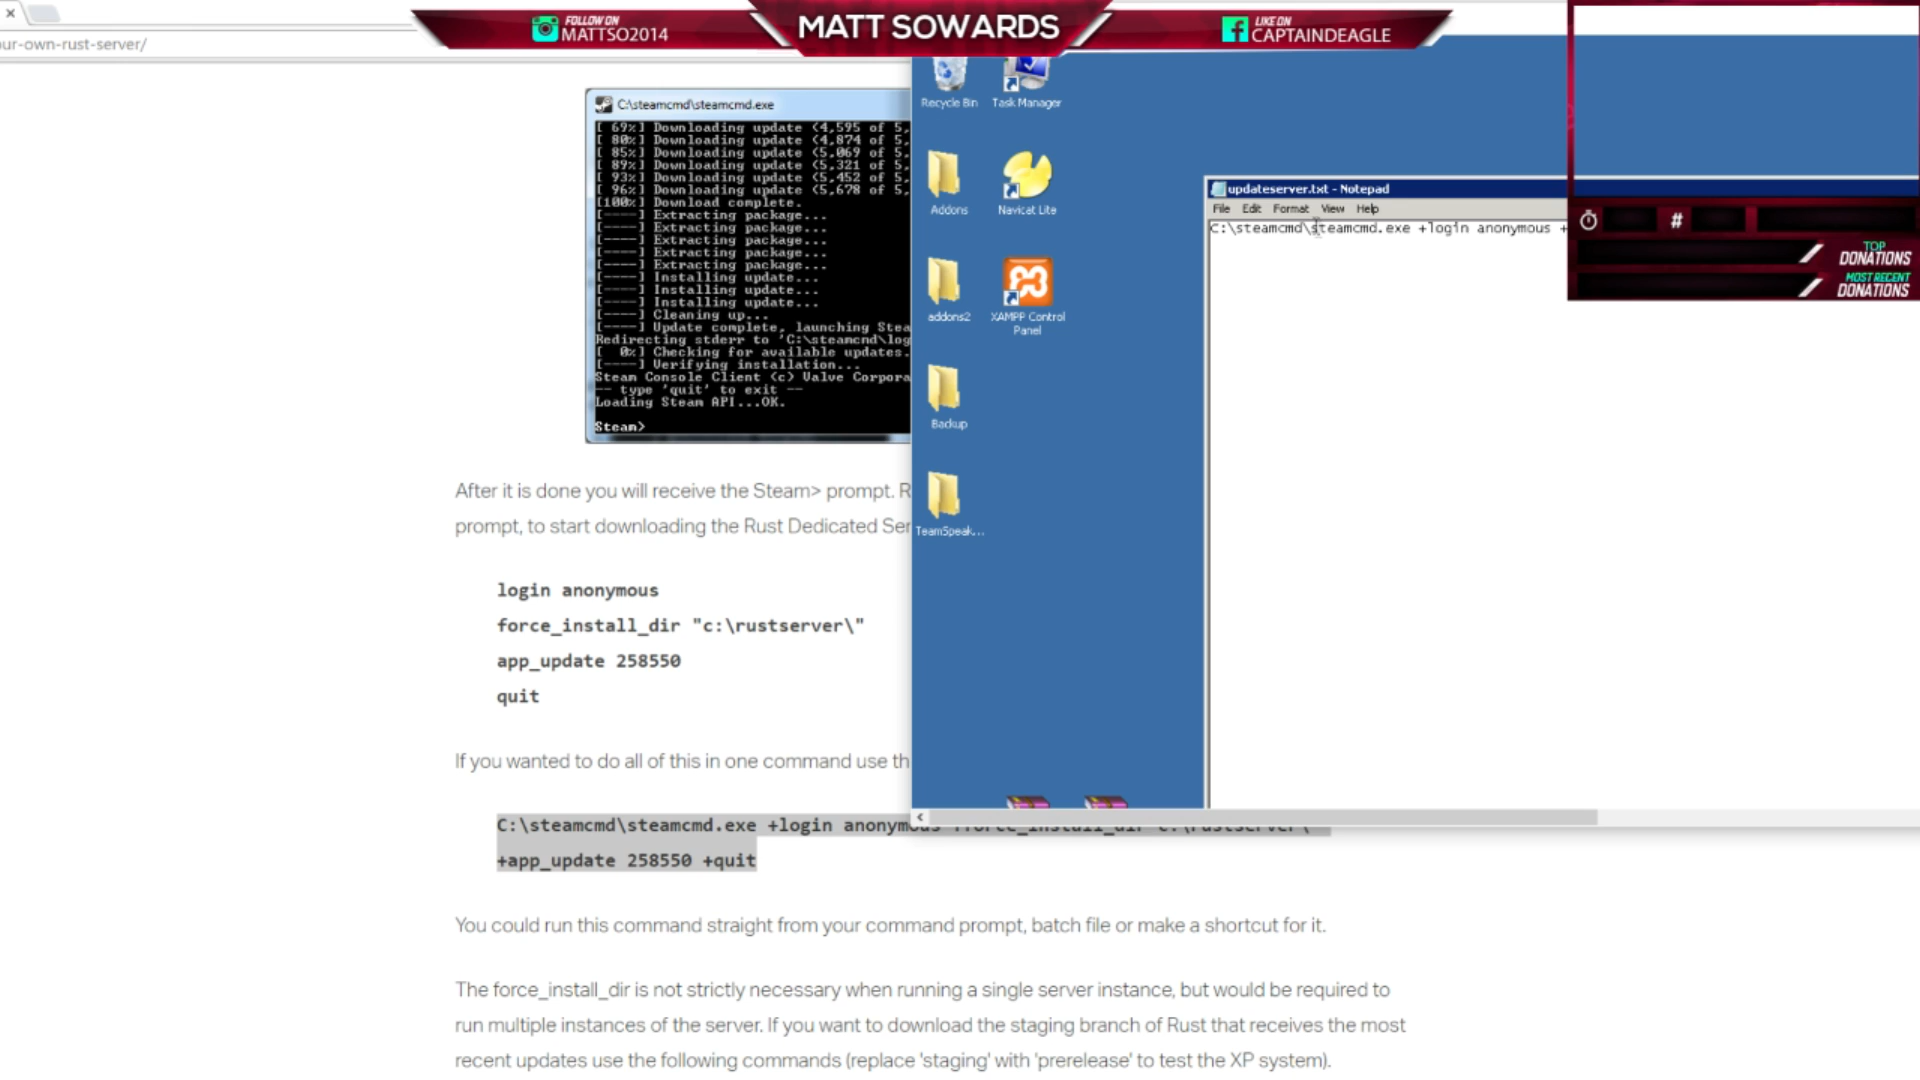 FOLLOW ON
MATTSO2014
MATT SOWARDS
LIKE ON
CAPTAINDEAGLE
ur-own-rust-server/
C:\steamcmd\steamcmd.exe
[ 69%] Downloading update (4,595 of 5,
[ 80%] Downloading update (4,874 of 5,
[ 85%] Downloading update (5,069 of 5,
[ 89%] Downloading update (5,321 of 5,
[ 93%] Downloading update (5,452 of 5,
[ 96%] Downloading update (5,678 of 5,
[100%] Download complete.
[----] Extracting package...
[----] Extracting package...
[----] Extracting package...
[----] Extracting package...
[----] Extracting package...
[----] Installing update...
[----] Installing update...
[----] Installing update...
[----] Cleaning up...
[----] Update complete, launching Stea
Redirecting stderr to 'C:\steamcmd\log
[  0%] Checking for available updates.
[----] Verifying installation...
Steam Console Client (c) Valve Corpora
-- type 'quit' to exit --
Loading Steam API...OK.
Steam>
After it is done you will receive the Steam> prompt. R
prompt, to start downloading the Rust Dedicated Ser
login anonymous
force_install_dir "c:\rustserver\"
app_update 258550
quit
If you wanted to do all of this in one command use th
C:\steamcmd\steamcmd.exe +login anonymous +force_install_dir c:\rustserver\
+app_update 258550 +quit
You could run this command straight from your command prompt, batch file or make a shortcut for it.
The force_install_dir is not strictly necessary when running a single server instance, but would be required to
run multiple instances of the server. If you want to download the staging branch of Rust that receives the most
recent updates use the following commands (replace 'staging' with 'prerelease' to test the XP system).
Recycle Bin
Task Manager
Addons
Navicat Lite
addons2
XAMPP Control
Panel
Backup
TeamSpeak...
updateserver.txt - Notepad
File Edit Format View Help
C:\steamcmd\steamcmd.exe +login anonymous +
#
TOP
DONATIONS
MOST RECENT
DONATIONS